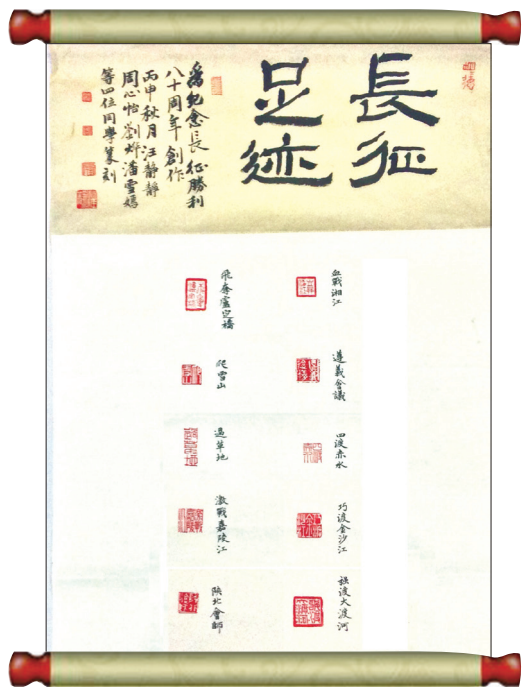 長征
足迹
為紀念長征勝利
八十周年創作
丙申秋月汪静静
周心怡劉烨潘雪嫣
等四位同學篆刻
血戰湘江
遵義會議
四渡赤水
巧渡金沙江
强渡大渡河
飛奪瀘定橋
爬雪山
過草地
激戰嘉陵江
陝北會師